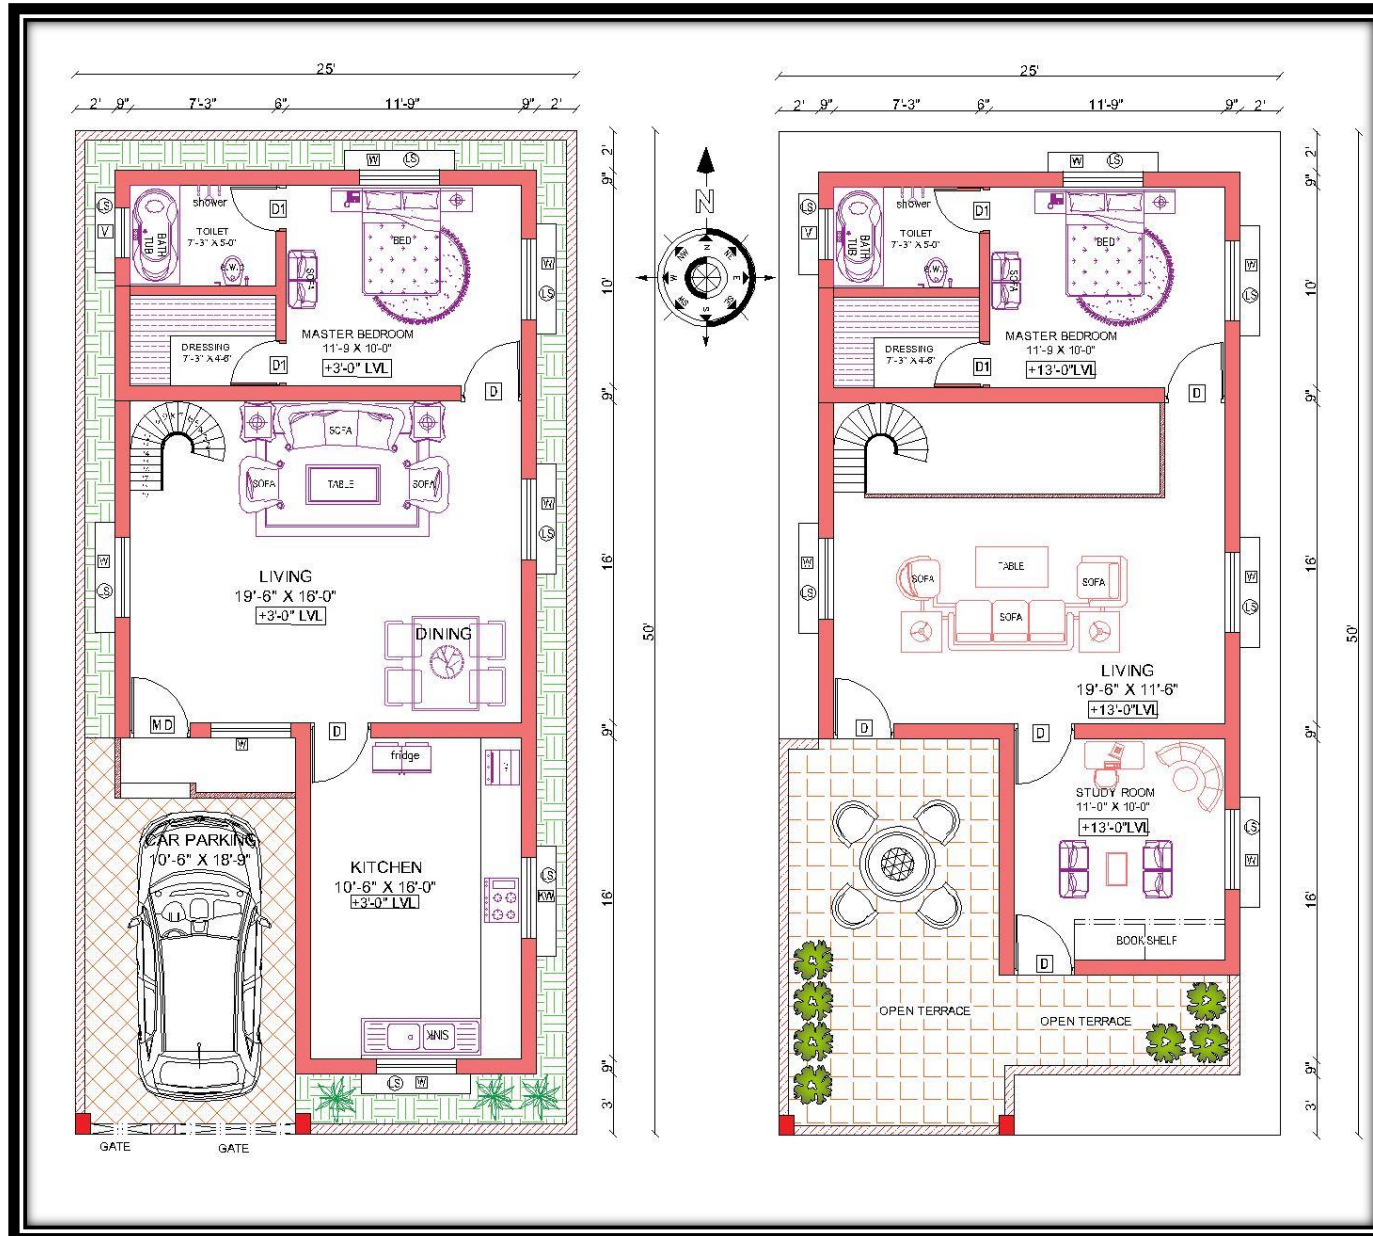 25'
2' 9" 7'-3" 6" 11'-9" 9" 2'
W LS
LS
V
BATH TUB
shower
D1
TOILET
7'-3" X 5-0"
e.w.
BED
SOFA
W
LS
2'
9"
10'
MASTER BEDROOM
11'-9 X 10'-0"
+3'-0" LVL
DRESSING
7'-3" X 4-6"
D1
D
9"
SOFA
SOFA
TABLE
SOFA
W
LS
W
LS
LIVING
19'-6" X 16'-0"
+3'-0" LVL
DINING
16'
50'
MD
W
D
9"
fridge
CAR PARKING
10'-6" X 18'-9"
KITCHEN
10'-6" X 16'-0"
+3'-0" LVL
LS
KW
16'
SINK
LS W
9"
3'
GATE
GATE
N
N
NE
E
SE
S
SW
W
NW
25'
2' 9" 7'-3" 6" 11'-9" 9" 2'
W LS
LS
V
BATH TUB
shower
D1
TOILET
7'-3" X 5-0"
e.w.
BED
SOFA
W
LS
2'
9"
10'
MASTER BEDROOM
11'-9 X 10'-0"
+13'-0"LVL
DRESSING
7'-3" X 4-6"
D1
D
9"
W
LS
SOFA
TABLE
SOFA
SOFA
W
LS
16'
50'
LIVING
19'-6" X 11'-6"
+13'-0"LVL
D
D
9"
STUDY ROOM
11'-0" X 10'-0"
+13'-0"LVL
LS
W
16'
BOOK SHELF
D
OPEN TERRACE
OPEN TERRACE
9"
3'